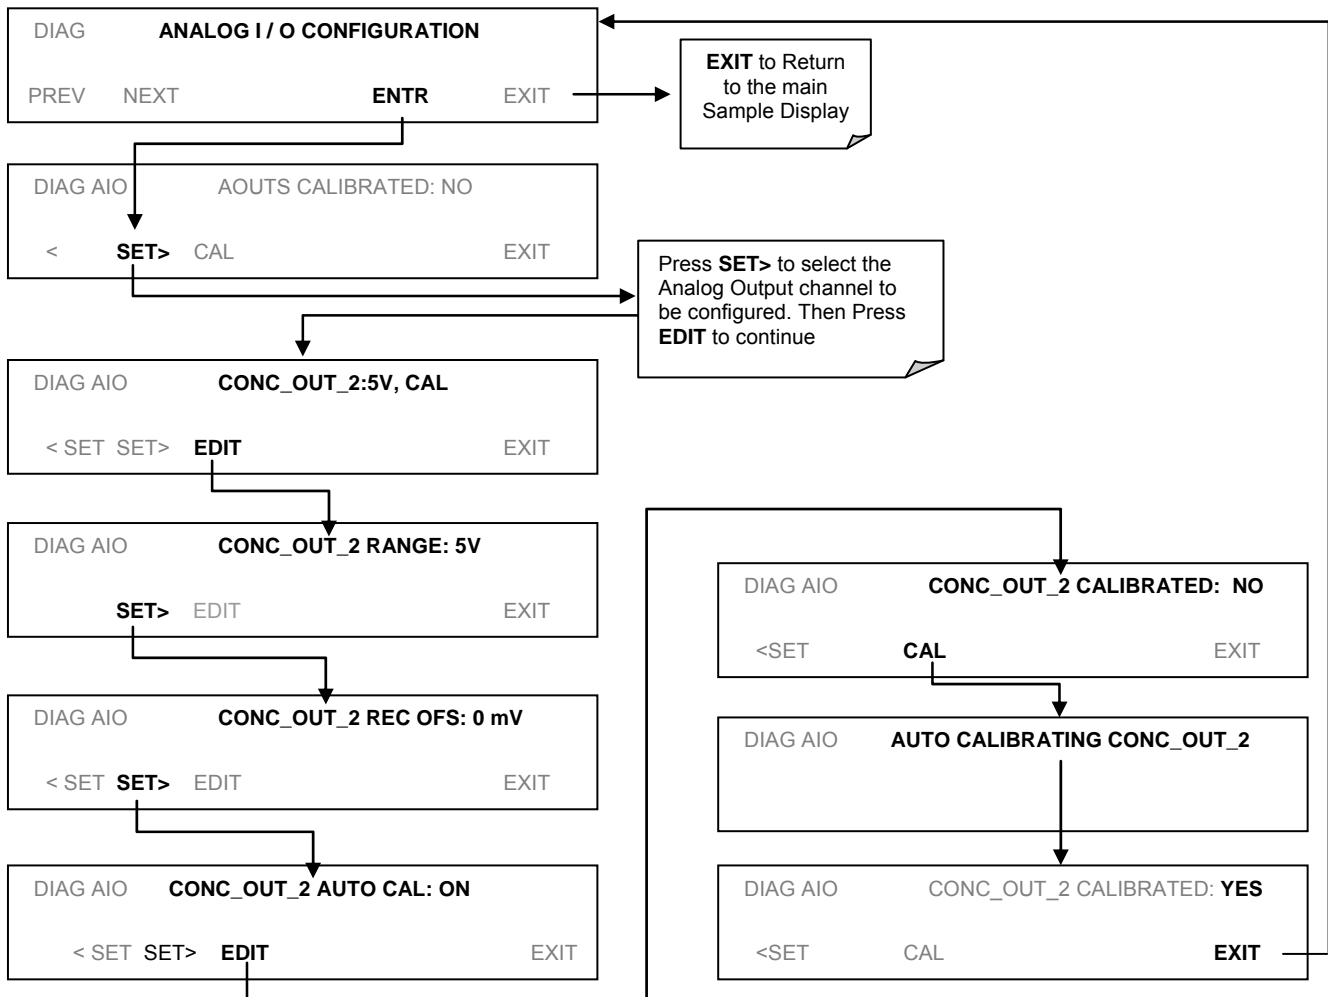 DIAG ANALOG I / O CONFIGURATION
PREV NEXT ENTR EXIT
EXIT to Return
to the main
Sample Display
DIAG AIO AOUTS CALIBRATED: NO
< SET> CAL EXIT
Press SET> to select the
Analog Output channel to
be configured. Then Press
EDIT to continue
DIAG AIO CONC_OUT_2:5V, CAL
< SET SET> EDIT EXIT
DIAG AIO CONC_OUT_2 RANGE: 5V
SET> EDIT EXIT
DIAG AIO CONC_OUT_2 REC OFS: 0 mV
< SET SET> EDIT EXIT
DIAG AIO CONC_OUT_2 AUTO CAL: ON
< SET SET> EDIT EXIT
DIAG AIO CONC_OUT_2 CALIBRATED: NO
<SET CAL EXIT
DIAG AIO AUTO CALIBRATING CONC_OUT_2
DIAG AIO CONC_OUT_2 CALIBRATED: YES
<SET CAL EXIT